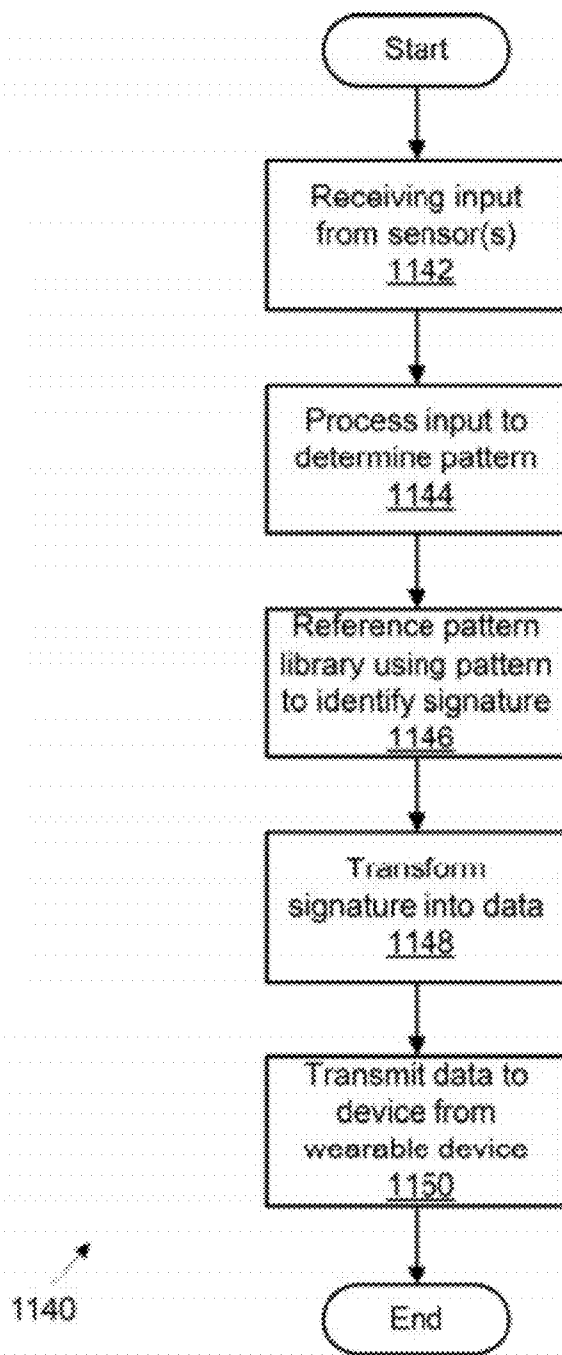 Start
Receiving input
from sensor(s)
1142
Process input to
determine pattern
1144
Reference pattern
library using pattern
to identify signature
1146
Transform
signature into data
1148
Transmit data to
device from
wearable device
1150
1140
End